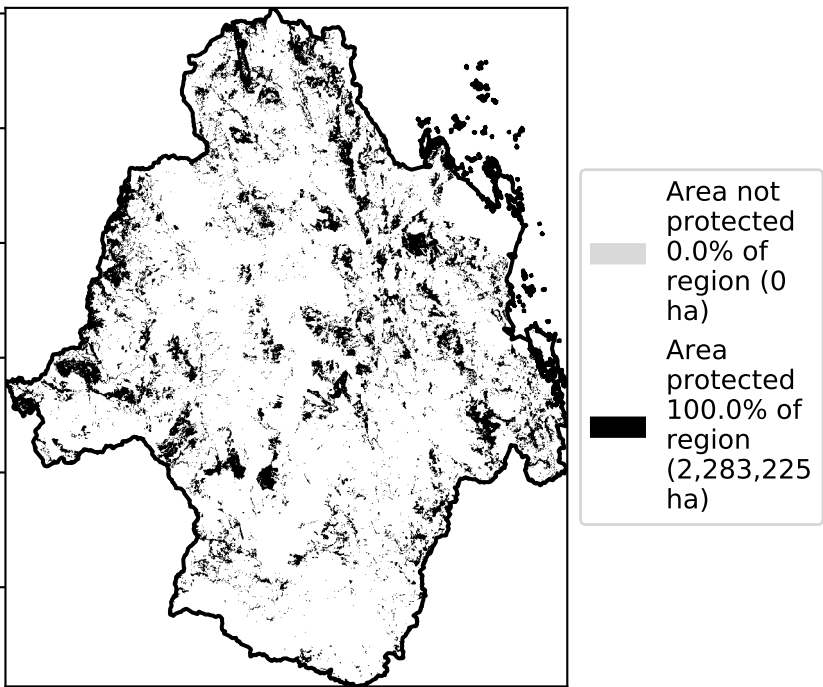 Area not
protected
0.0% of
region (0
ha)
Area
protected
100.0% of
region
(2,283,225
ha)